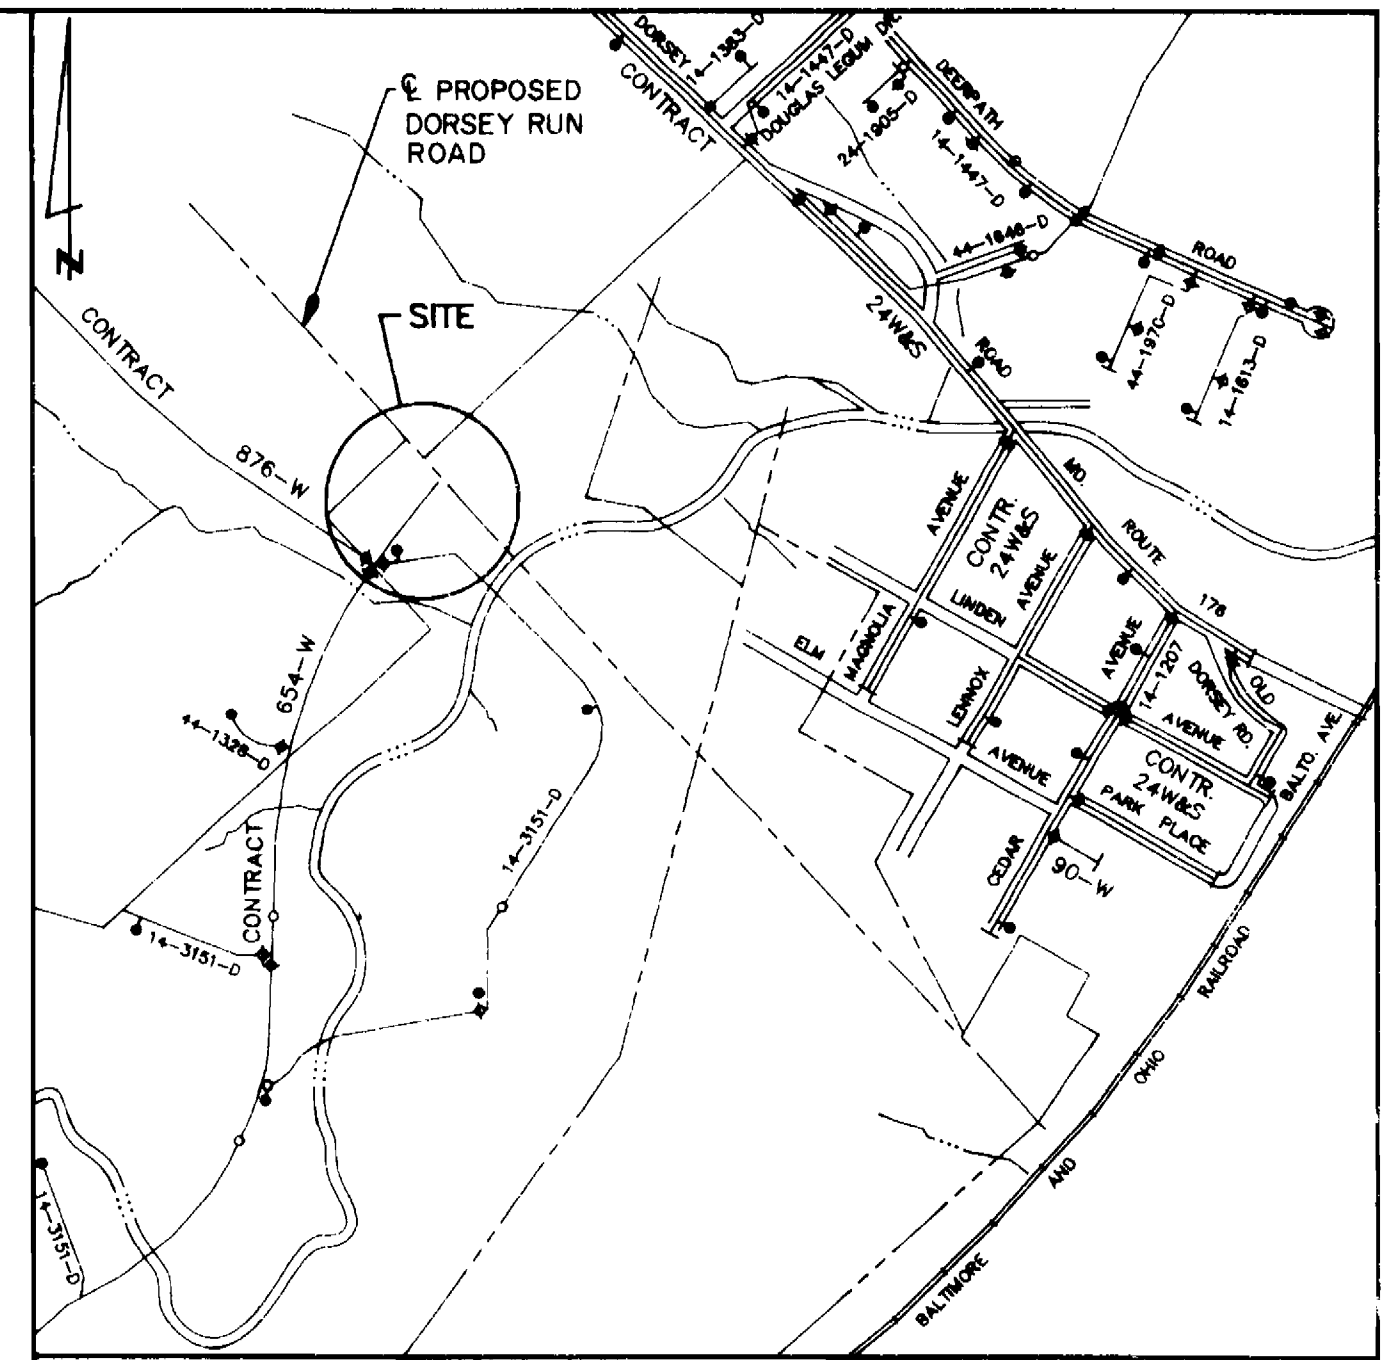 DORSEY
14-1383-D
14-1447-D
DOUGLAS LEGUM DR.
CONTRACT
24-1905-D
DEERPATH
14-1447-D
℄ PROPOSED
DORSEY RUN
ROAD
44-1846-D
ROAD
N
SITE
24W&S
ROAD
44-1970-D
14-1613-D
CONTRACT
876-W
AVENUE
CONTR.
24W&S
MD.
ROUTE
178
AVENUE
LINDEN
MAGNOLIA
ELM
LENNOX
AVENUE
AVENUE
14-1207
DORSEY RD.
OLD
AVENUE
BALTO. AVE.
CONTR.
24W&S
PARK PLACE
CEDAR
90-W
654-W
44-1328-D
14-3151-D
CONTRACT
14-3151-D
14-3151-D
RAILROAD
OHIO
AND
BALTIMORE